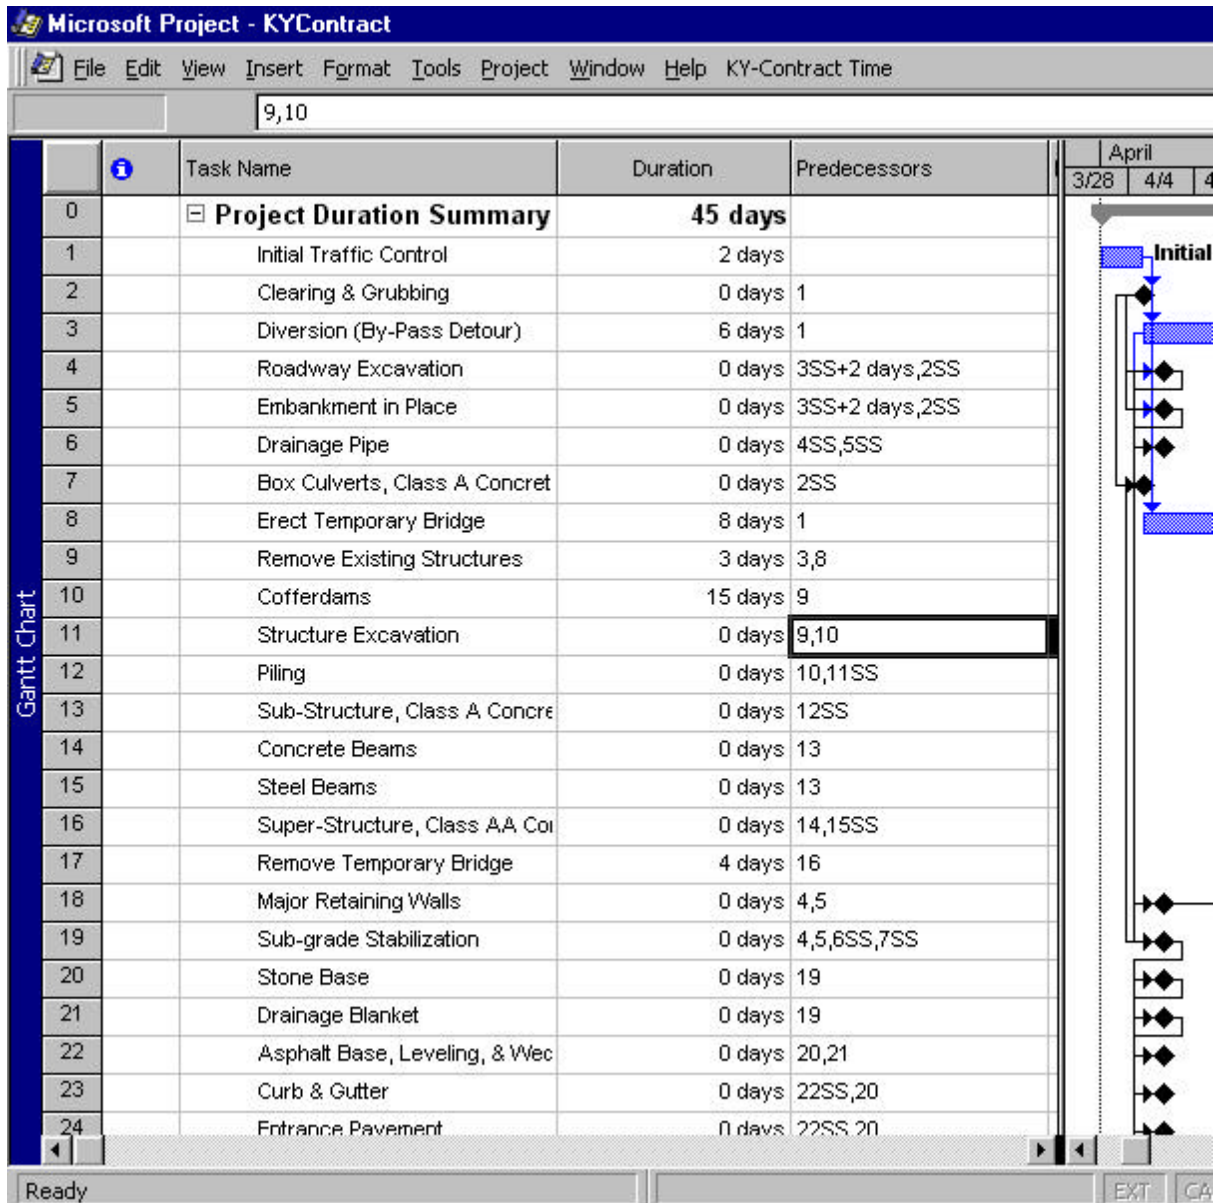 Microsoft Project - KYContract
File Edit View Insert Format Tools Project Window Help KY-Contract Time
9,10
Task Name Duration Predecessors April
3/28 4/4 4
0 Project Duration Summary 45 days
1 Initial Traffic Control 2 days Initial
2 Clearing & Grubbing 0 days 1
3 Diversion (By-Pass Detour) 6 days 1
4 Roadway Excavation 0 days 3SS+2 days,2SS
5 Embankment in Place 0 days 3SS+2 days,2SS
6 Drainage Pipe 0 days 4SS,5SS
7 Box Culverts, Class A Concret 0 days 2SS
8 Erect Temporary Bridge 8 days 1
9 Remove Existing Structures 3 days 3,8
10 Cofferdams 15 days 9
11 Structure Excavation 0 days 9,10
12 Piling 0 days 10,11SS
13 Sub-Structure, Class A Concre 0 days 12SS
14 Concrete Beams 0 days 13
15 Steel Beams 0 days 13
16 Super-Structure, Class AA Co 0 days 14,15SS
17 Remove Temporary Bridge 4 days 16
18 Major Retaining Walls 0 days 4,5
19 Sub-grade Stabilization 0 days 4,5,6SS,7SS
20 Stone Base 0 days 19
21 Drainage Blanket 0 days 19
22 Asphalt Base, Leveling, & Wec 0 days 20,21
23 Curb & Gutter 0 days 22SS,20
24 Entrance Pavement 0 days 22SS,20
Gantt Chart
Ready EXT CA